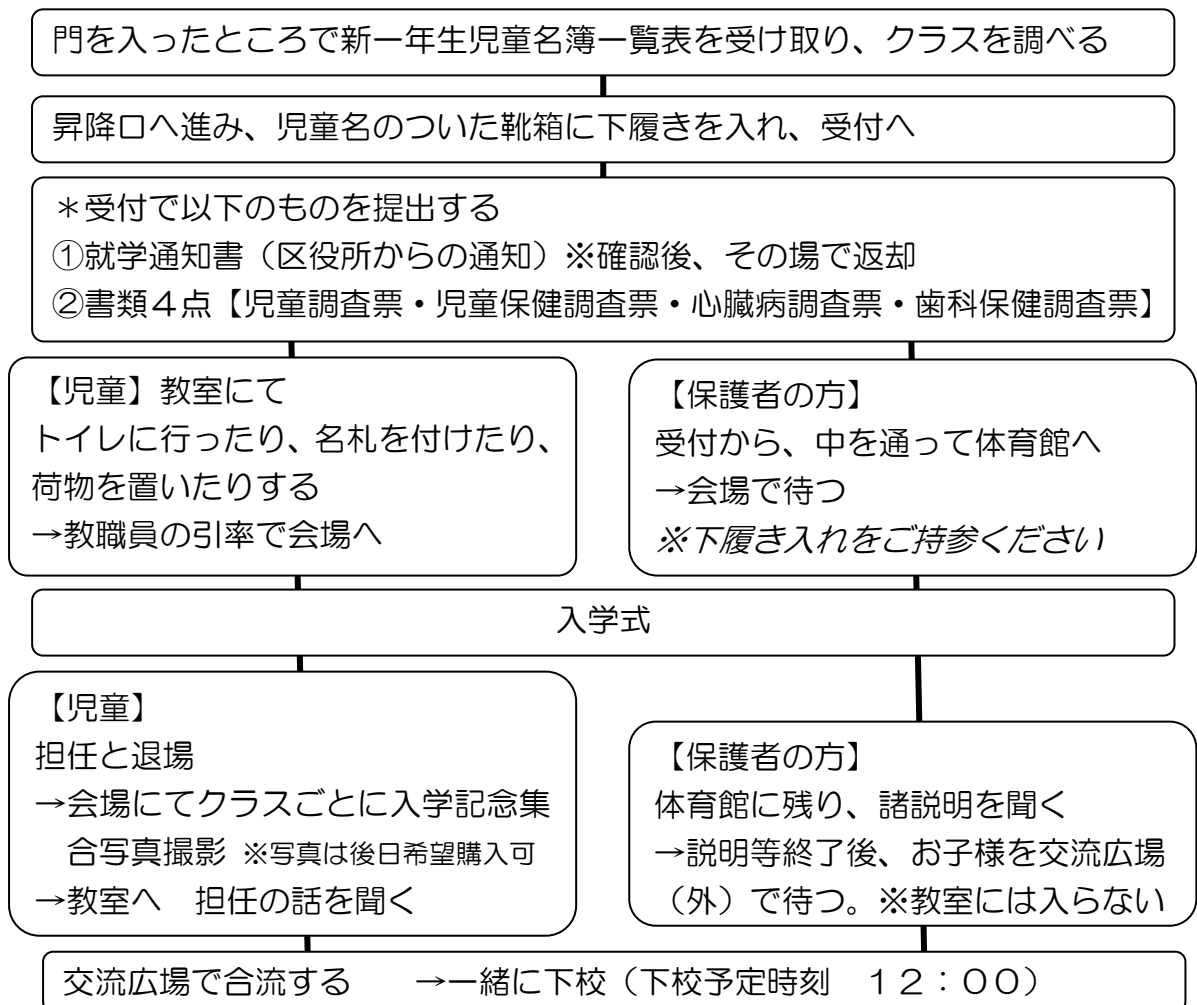 門を入ったところで新一年生児童名簿一覧表を受け取り、クラスを調べる
昇降口へ進み、児童名のついた靴箱に下履きを入れ、受付へ
＊受付で以下のものを提出する
①就学通知書（区役所からの通知）※確認後、その場で返却
②書類４点【児童調査票・児童保健調査票・心臓病調査票・歯科保健調査票】
【児童】教室にて
トイレに行ったり、名札を付けたり、
荷物を置いたりする
→教職員の引率で会場へ
【保護者の方】
受付から、中を通って体育館へ
→会場で待つ
※下履き入れをご持参ください
入学式
【児童】
担任と退場
→会場にてクラスごとに入学記念集
合写真撮影 ※写真は後日希望購入可
→教室へ　担任の話を聞く
【保護者の方】
体育館に残り、諸説明を聞く
→説明等終了後、お子様を交流広場
（外）で待つ。※教室には入らない
交流広場で合流する　　→一緒に下校（下校予定時刻　１２：００）